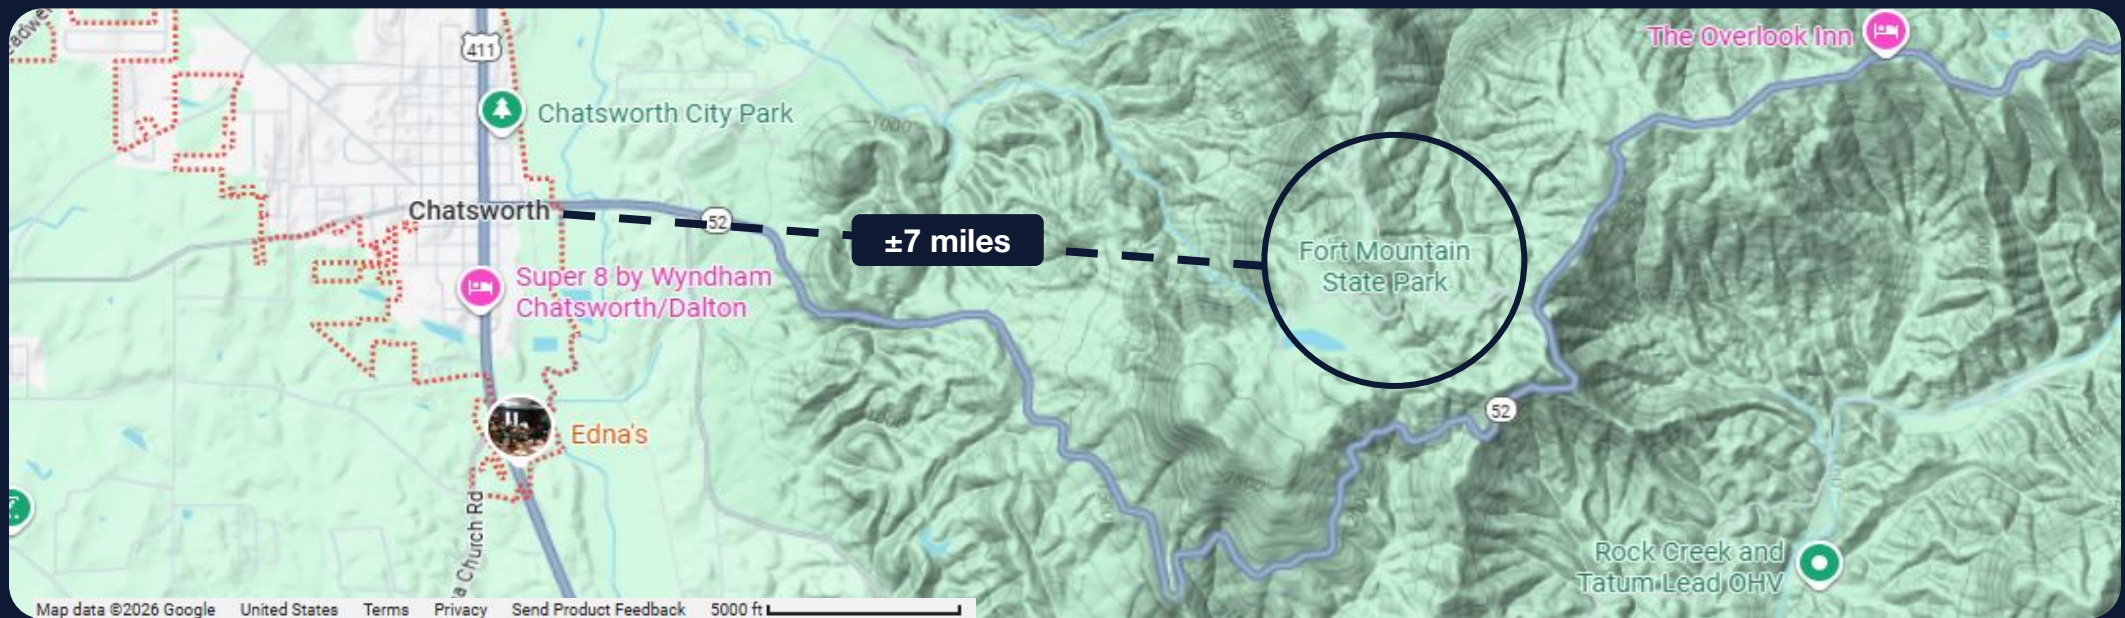 The Overlook Inn
411
Chatsworth City Park
1000
Chatsworth
52
±7 miles
Fort Mountain
State Park
Super 8 by Wyndham
Chatsworth/Dalton
52
Edna's
a Church Rd
Rock Creek and
Tatum Lead OHV
Map data ©2026 Google
United States
Terms
Privacy
Send Product Feedback
5000 ft